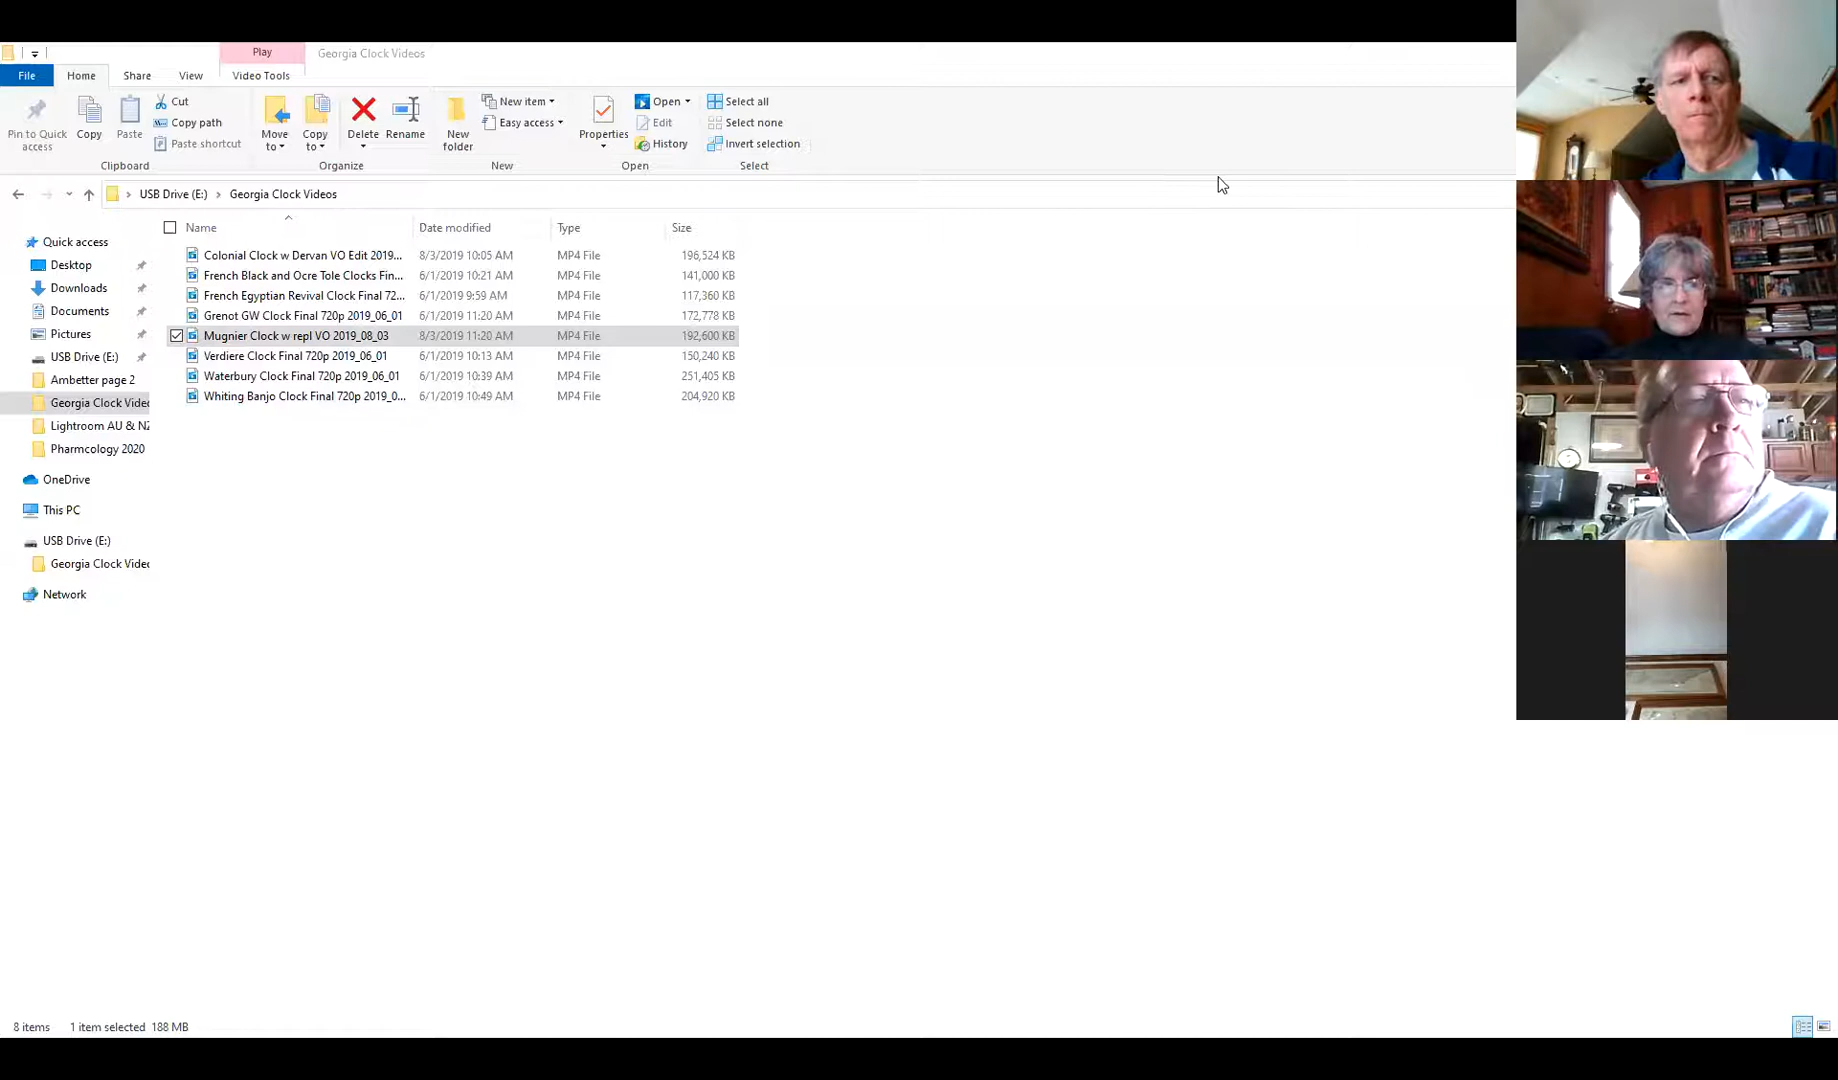 Play
Georgia Clock Videos
File
Home
Share
View
Video Tools
Pin to Quick access
Copy
Paste
Cut
Copy path
Paste shortcut
Clipboard
Move to
Copy to
Delete
Rename
Organize
New folder
New item
Easy access
New
Properties
Open
Edit
History
Open
Select all
Select none
Invert selection
Select
USB Drive (E:) > Georgia Clock Videos
Name Date modified Type Size
Colonial Clock w Dervan VO Edit 2019... 8/3/2019 10:05 AM MP4 File 196,524 KB
French Black and Ocre Tole Clocks Fin... 6/1/2019 10:21 AM MP4 File 141,000 KB
French Egyptian Revival Clock Final 72... 6/1/2019 9:59 AM MP4 File 117,360 KB
Grenot GW Clock Final 720p 2019_06_01 6/1/2019 11:20 AM MP4 File 172,778 KB
Mugnier Clock w repl VO 2019_08_03 8/3/2019 11:20 AM MP4 File 192,600 KB
Verdiere Clock Final 720p 2019_06_01 6/1/2019 10:13 AM MP4 File 150,240 KB
Waterbury Clock Final 720p 2019_06_01 6/1/2019 10:39 AM MP4 File 251,405 KB
Whiting Banjo Clock Final 720p 2019_0... 6/1/2019 10:49 AM MP4 File 204,920 KB
Quick access
Desktop
Downloads
Documents
Pictures
USB Drive (E:)
Ambetter page 2
Georgia Clock Videc
Lightroom AU & NZ
Pharmcology 2020
OneDrive
This PC
USB Drive (E:)
Georgia Clock Videc
Network
8 items 1 item selected 188 MB